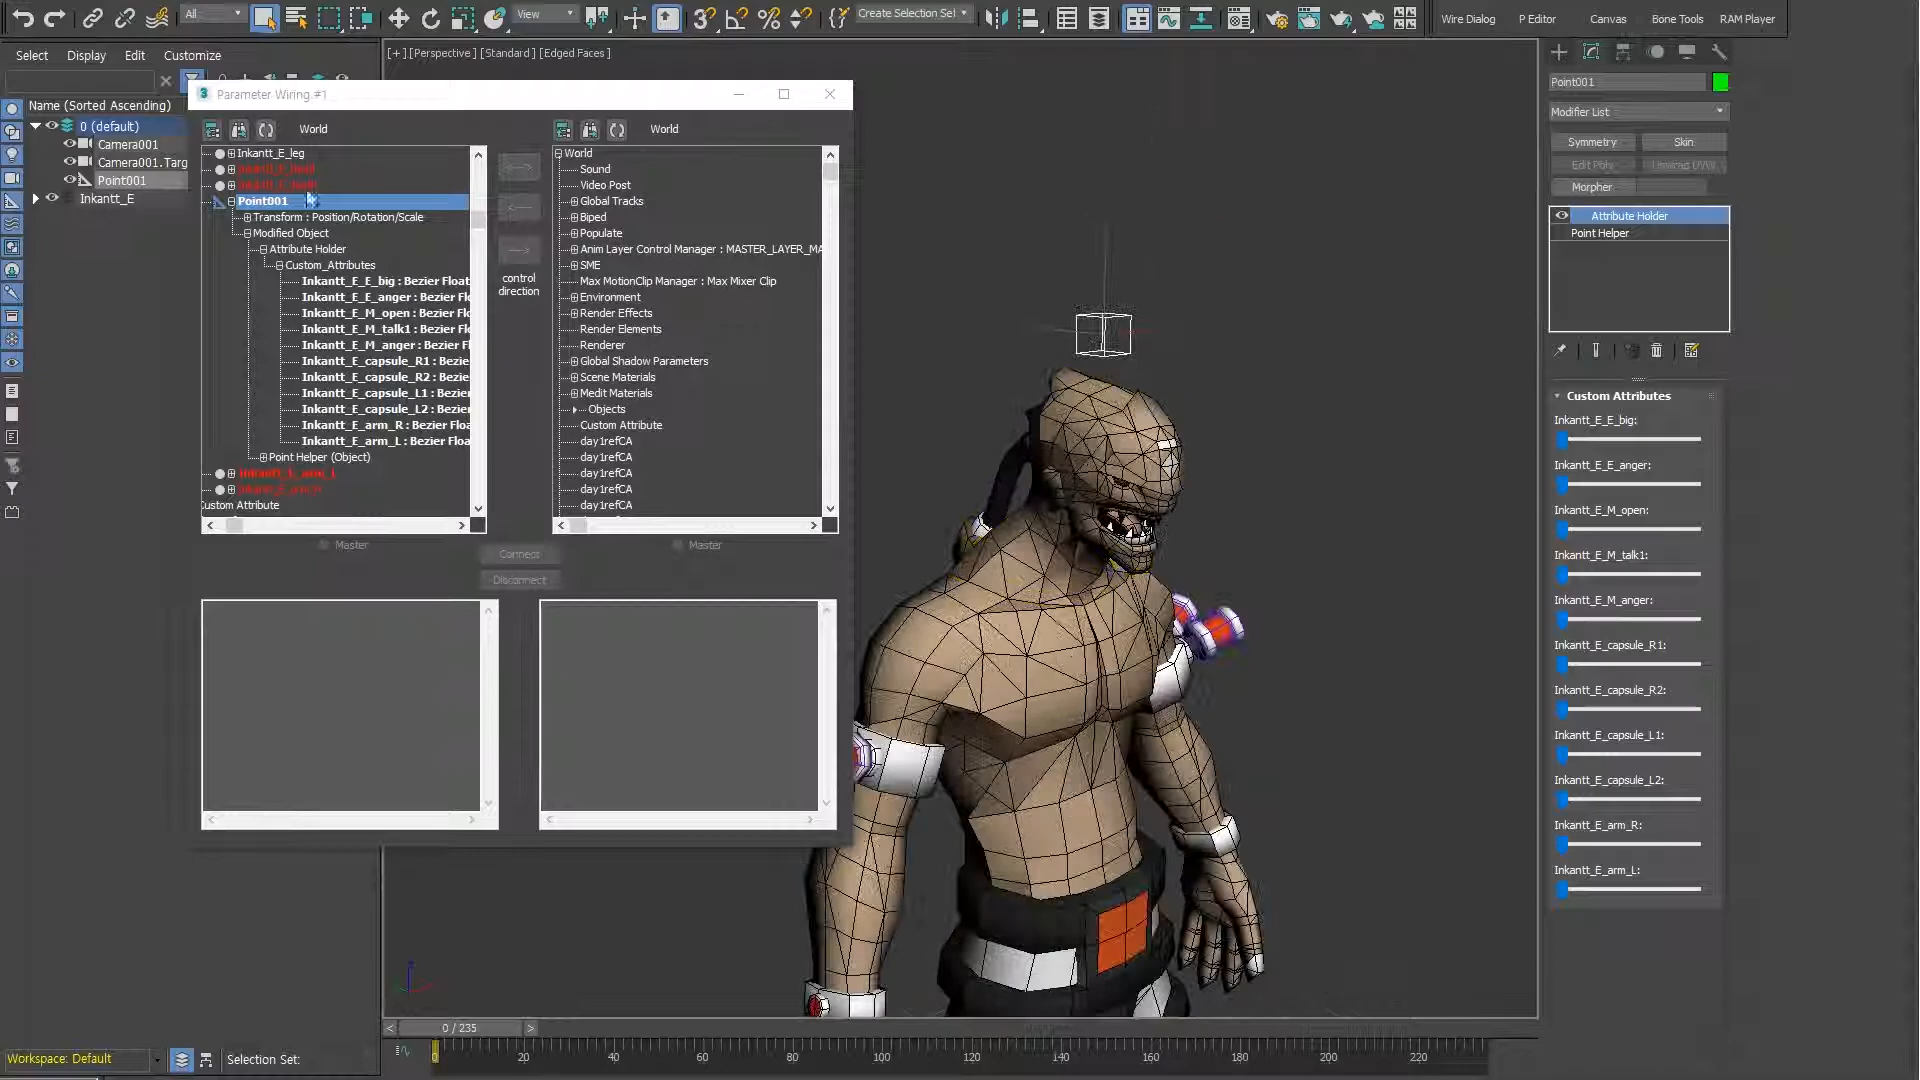 All
View
Create Selection Set
Wire Dialog
P Editor
Canvas
Bone Tools
RAM Player
Select
Display
Edit
Customize
[+] [Perspective] [Standard] [Edged Faces]
Name (Sorted Ascending)
0 (default)
Camera001
Camera001.Targ
Point001
Inkantt_E
Parameter Wiring #1
World
Inkantt_E_leg
Point001
Transform : Position/Rotation/Scale
Modified Object
Attribute Holder
Custom_Attributes
Inkantt_E_E_big : Bezier Float
Inkantt_E_E_anger : Bezier Flo
Inkantt_E_M_open : Bezier Flo
Inkantt_E_M_talk1 : Bezier Flo
Inkantt_E_M_anger : Bezier F
Inkantt_E_capsule_R1 : Bezie
Inkantt_E_capsule_R2 : Bezie
Inkantt_E_capsule_L1 : Bezier
Inkantt_E_capsule_L2 : Bezier
Inkantt_E_arm_R : Bezier Floa
Inkantt_E_arm_L : Bezier Floa
Point Helper (Object)
Inkantt_E_arm_L
Custom Attribute
control
direction
World
World
Sound
Video Post
Global Tracks
Biped
Populate
Anim Layer Control Manager : MASTER_LAYER_MA
SME
Max MotionClip Manager : Max Mixer Clip
Environment
Render Effects
Render Elements
Renderer
Global Shadow Parameters
Scene Materials
Medit Materials
Objects
Custom Attribute
day1refCA
day1refCA
day1refCA
day1refCA
day1refCA
Master
Master
Connect
Disconnect
Point001
Modifier List
Symmetry
Skin
Edit Poly
Unwrap UVW
Morpher
Attribute Holder
Point Helper
Custom Attributes
Inkantt_E_E_big:
Inkantt_E_E_anger:
Inkantt_E_M_open:
Inkantt_E_M_talk1:
Inkantt_E_M_anger:
Inkantt_E_capsule_R1:
Inkantt_E_capsule_R2:
Inkantt_E_capsule_L1:
Inkantt_E_capsule_L2:
Inkantt_E_arm_R:
Inkantt_E_arm_L:
0 / 235
0 20 40 60 80 100 120 140 160 180 200 220
Workspace: Default
Selection Set: